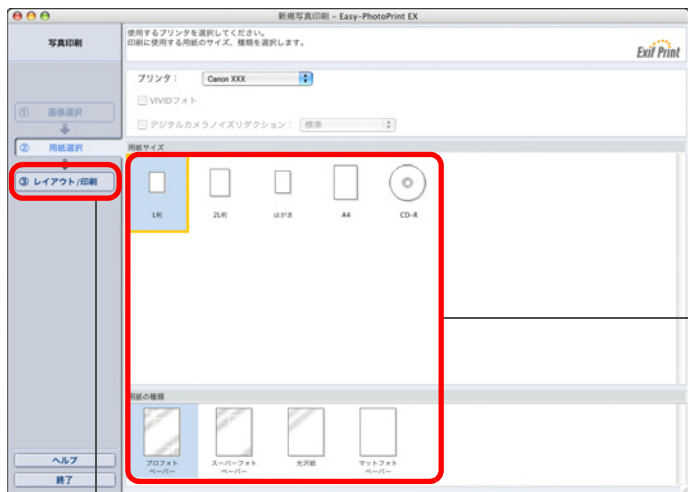 新規写真印刷 – Easy-PhotoPrint EX
写真印刷
使用するプリンタを選択してください。
印刷に使用する用紙のサイズ、種類を選択します。
Exif Print
プリンタ： Canon XXX
VIVIDフォト
デジタルカメラノイズリダクション： 標準
① 画像選択
② 用紙選択
③ レイアウト/印刷
用紙サイズ
L判 2L判 はがき A4 CD-R
用紙の種類
プロフォト
ペーパー
スーパーフォト
ペーパー
光沢紙
マットフォト
ペーパー
ヘルプ
終了